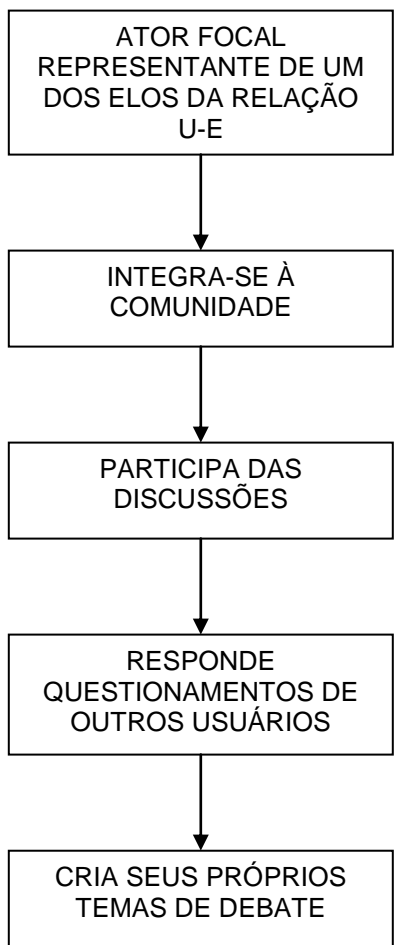 ATOR FOCAL
REPRESENTANTE DE UM
DOS ELOS DA RELAÇÃO
U-E
INTEGRA-SE À
COMUNIDADE
PARTICIPA DAS
DISCUSSÕES
RESPONDE
QUESTIONAMENTOS DE
OUTROS USUÁRIOS
CRIA SEUS PRÓPRIOS
TEMAS DE DEBATE